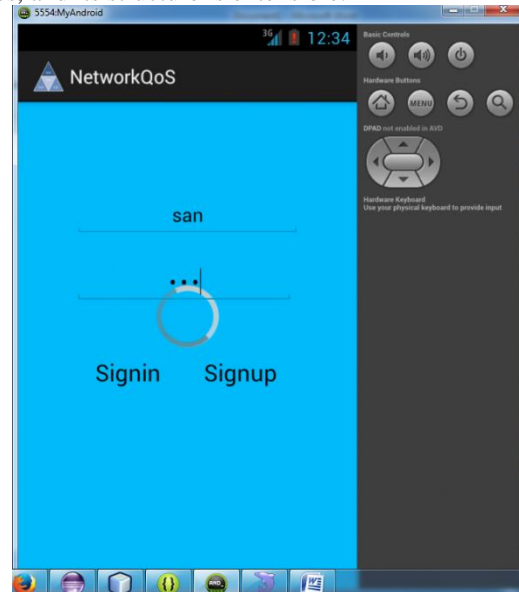 5554:MyAndroid
3G
12:34
NetworkQoS
san
Signin
Signup
Basic Controls
Hardware Buttons
MENU
DPAD not enabled in AVD
Hardware Keyboard
Use your physical keyboard to provide input